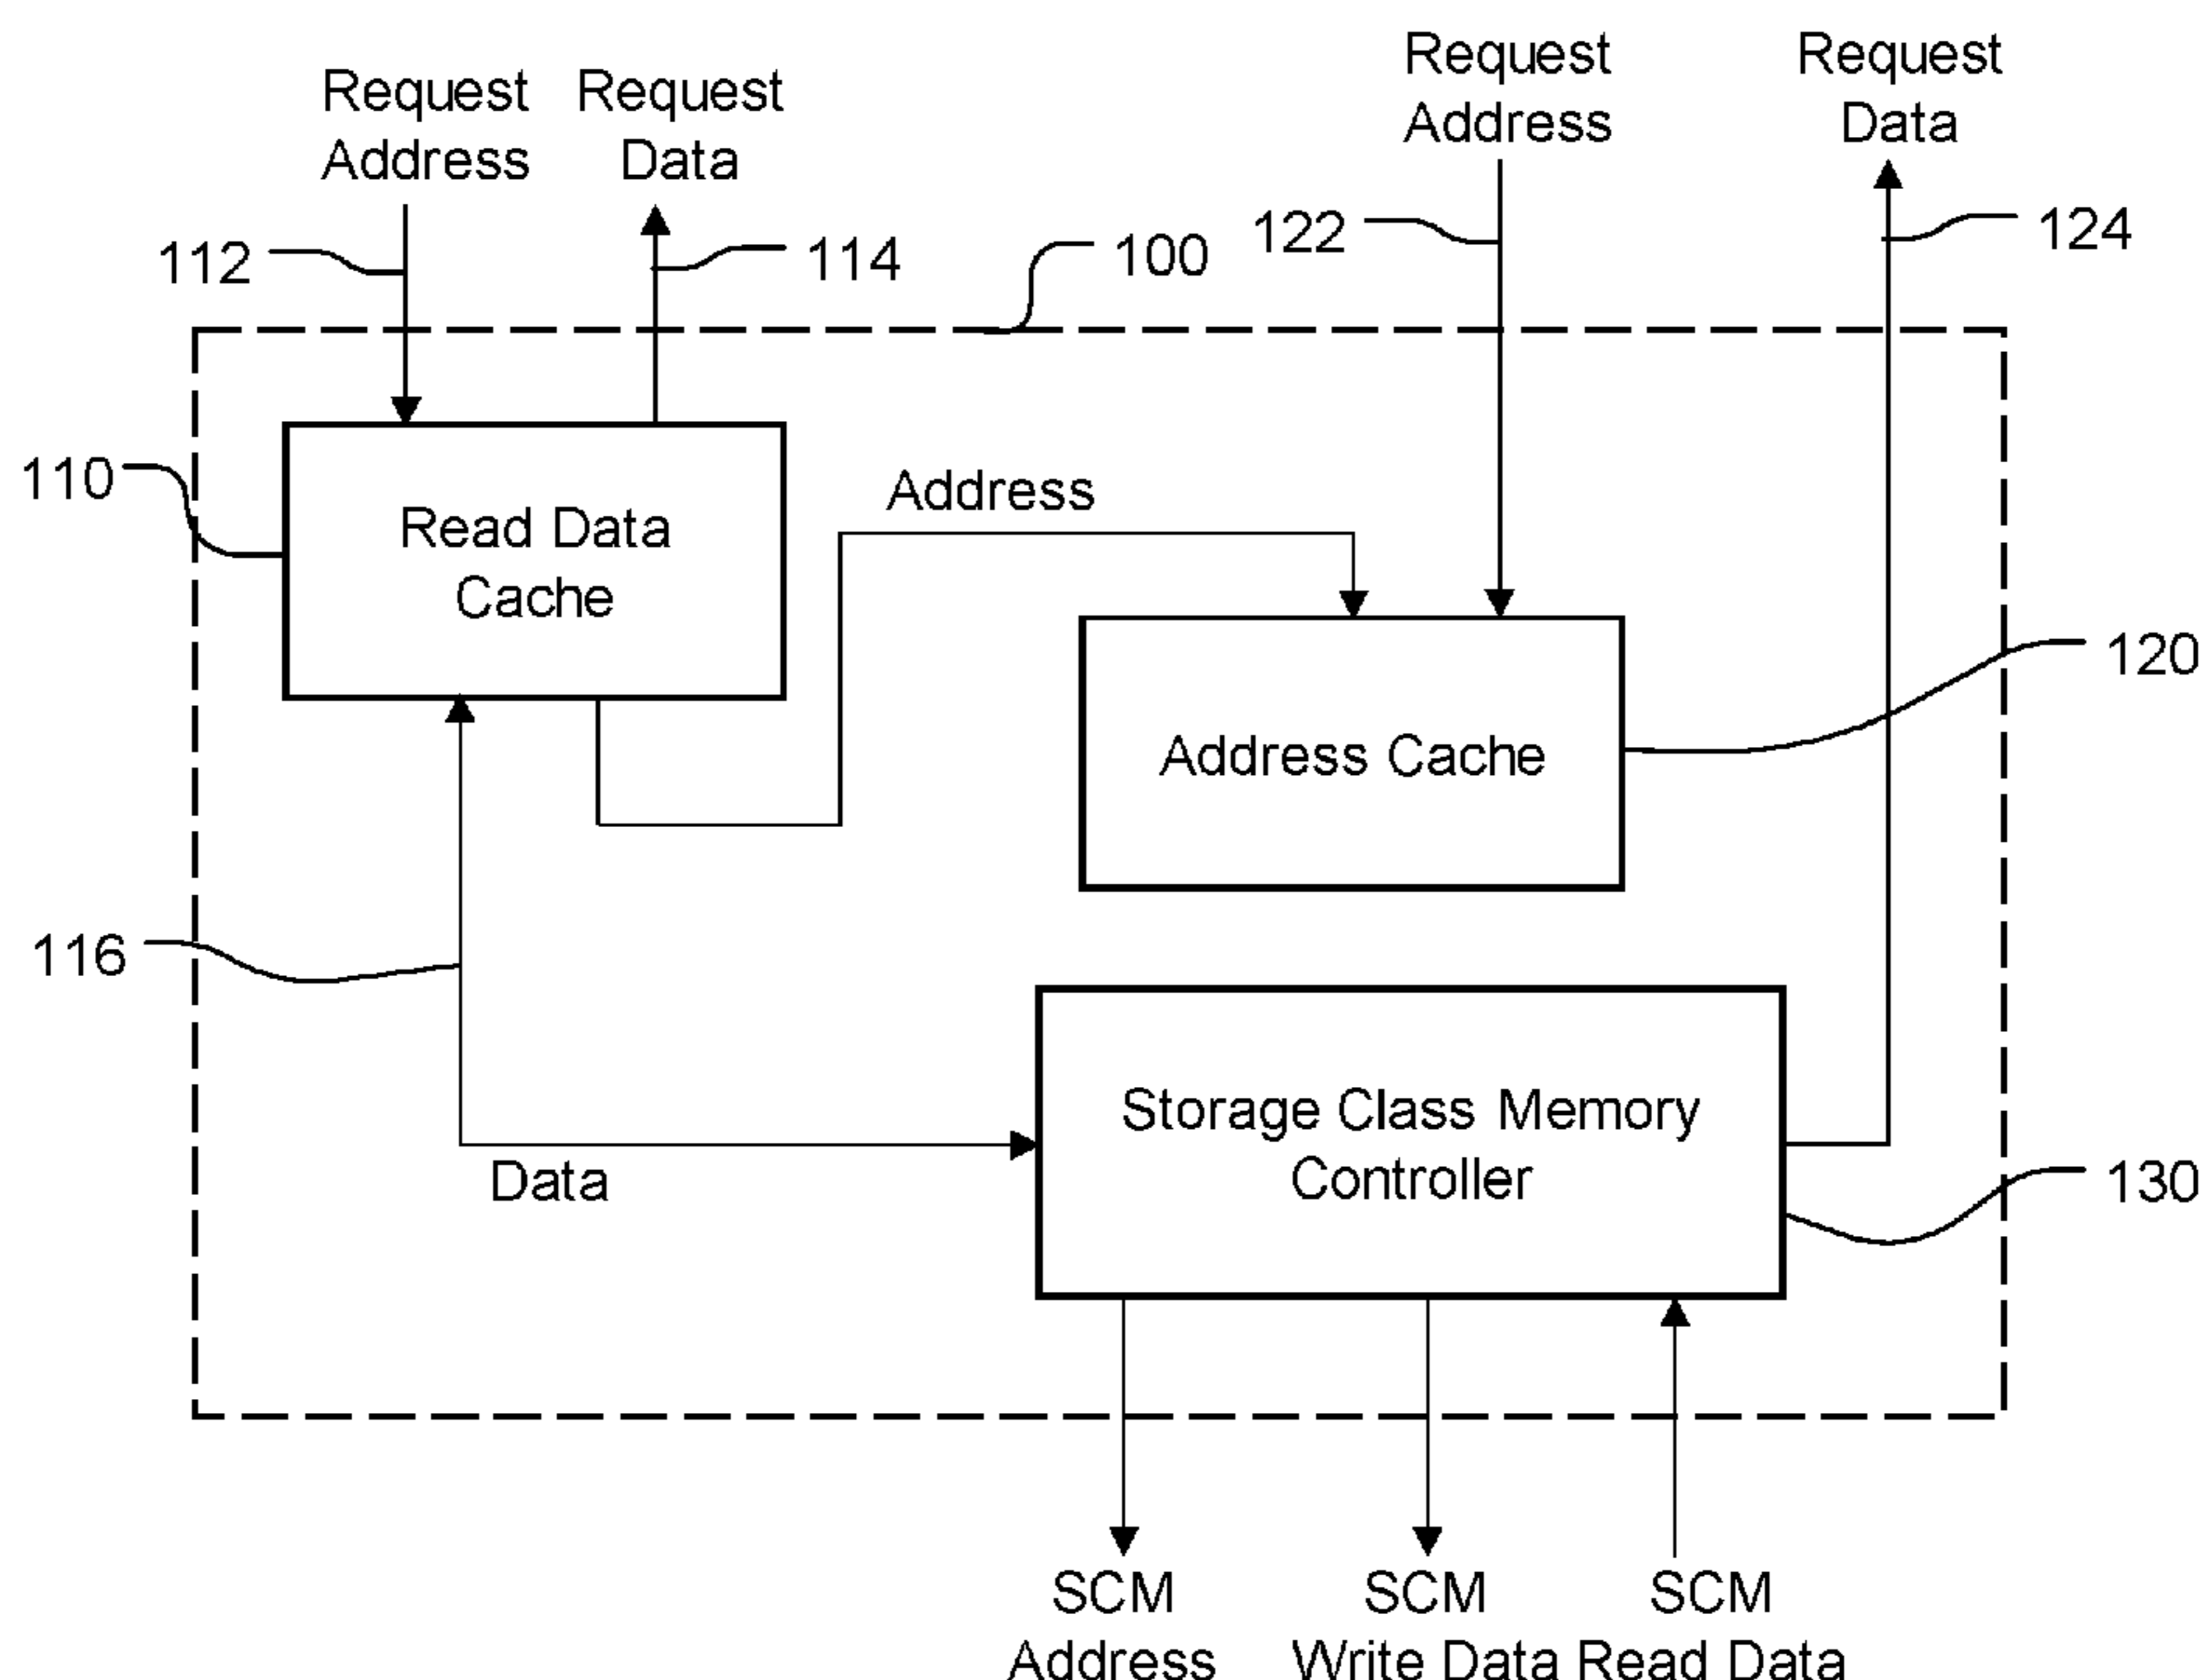 Request
Address
Request
Data
Request
Address
Request
Data
112
114
100
122
124
110
Read Data
Cache
Address
120
Address Cache
116
Storage Class Memory
Controller
Data
130
SCM
Address
SCM
Write Data
SCM
Read Data